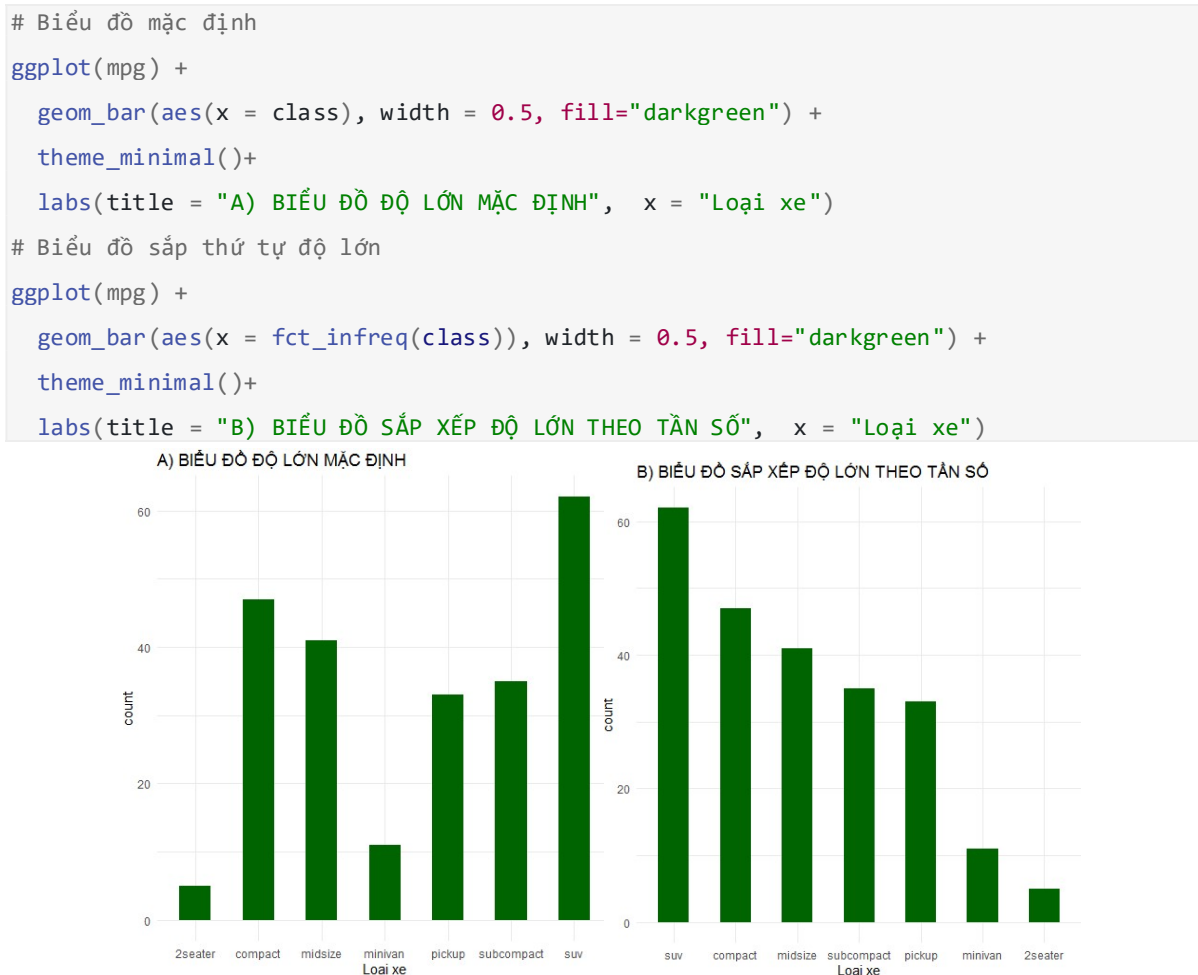 # Biểu đồ mặc định
ggplot(mpg) +
  geom_bar(aes(x = class), width = 0.5, fill="darkgreen") +
  theme_minimal()+
  labs(title = "A) BIỂU ĐỒ ĐỘ LỚN MẶC ĐỊNH",  x = "Loại xe")
# Biểu đồ sắp thứ tự độ lớn
ggplot(mpg) +
  geom_bar(aes(x = fct_infreq(class)), width = 0.5, fill="darkgreen") +
  theme_minimal()+
  labs(title = "B) BIỂU ĐỒ SẮP XẾP ĐỘ LỚN THEO TẦN SỐ",  x = "Loại xe")
A) BIỂU ĐỒ ĐỘ LỚN MẶC ĐỊNH
60
40
20
0
count
2seater compact midsize minivan pickup subcompact suv
Loại xe
B) BIỂU ĐỒ SẮP XẾP ĐỘ LỚN THEO TẦN SỐ
60
40
20
0
count
suv compact midsize subcompact pickup minivan 2seater
Loại xe